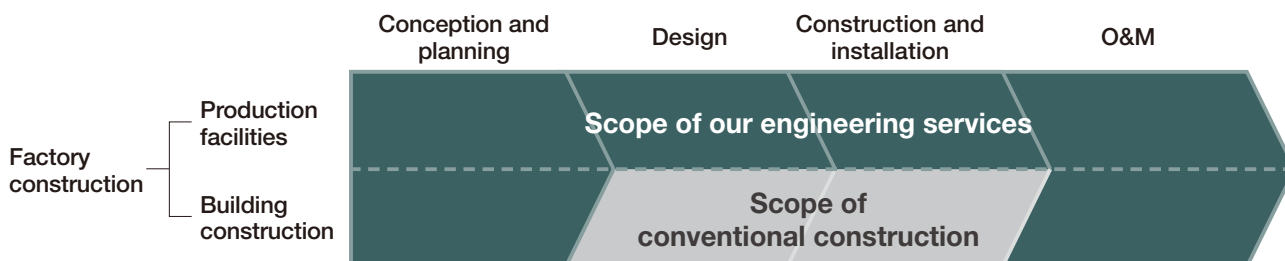 Conception and
planning
Design
Construction and
installation
O&M
Factory
construction
Production
facilities
Building
construction
Scope of our engineering services
Scope of
conventional construction